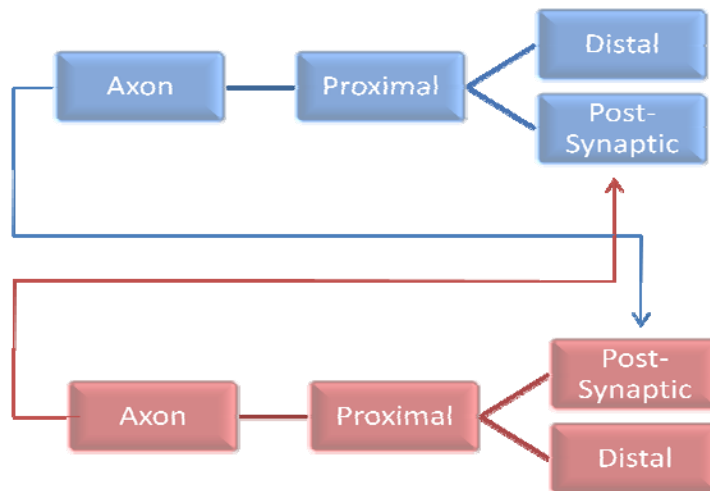 Distal
Axon
Proximal
Post-
Synaptic
Post-
Synaptic
Axon
Proximal
Distal